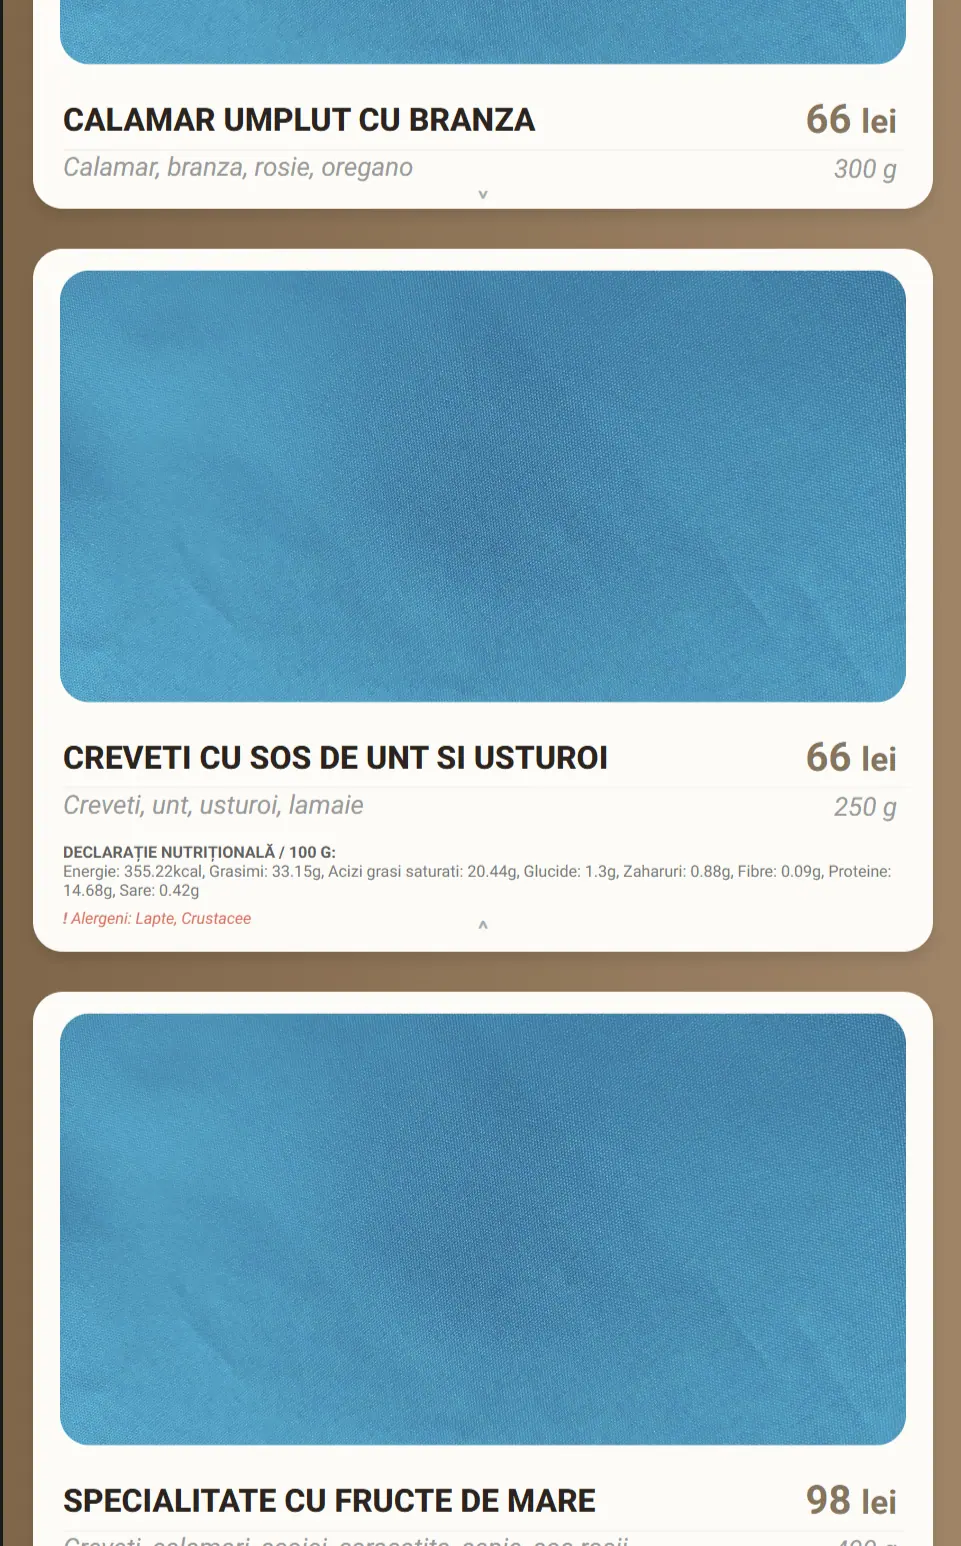 CALAMAR UMPLUT CU BRANZA 66 lei
Calamar, branza, rosie, oregano 300 g
CREVETI CU SOS DE UNT SI USTUROI 66 lei
Creveti, unt, usturoi, lamaie 250 g
DECLARAȚIE NUTRIȚIONALĂ / 100 G:
Energie: 355.22kcal, Grasimi: 33.15g, Acizi grasi saturati: 20.44g, Glucide: 1.3g, Zaharuri: 0.88g, Fibre: 0.09g, Proteine:
14.68g, Sare: 0.42g
! Alergeni: Lapte, Crustacee
SPECIALITATE CU FRUCTE DE MARE 98 lei